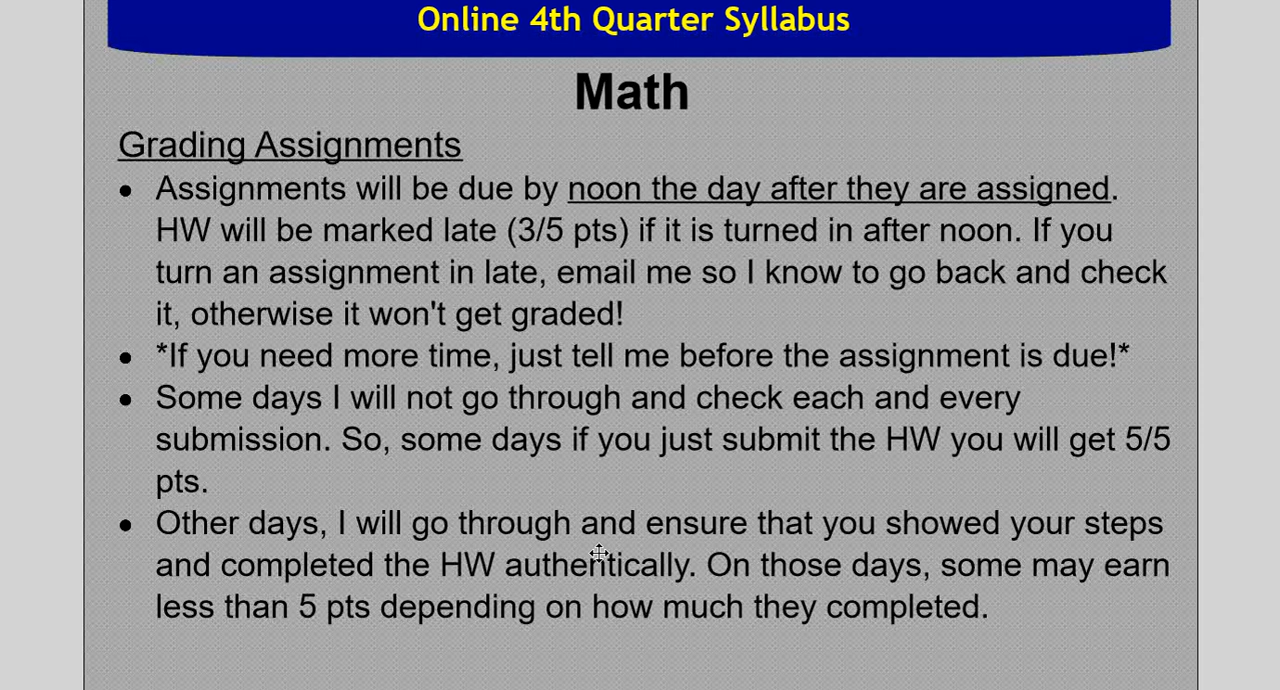 Online 4th Quarter Syllabus
Math
Grading Assignments
• Assignments will be due by noon the day after they are assigned.
HW will be marked late (3/5 pts) if it is turned in after noon. If you
turn an assignment in late, email me so I know to go back and check
it, otherwise it won't get graded!
• *If you need more time, just tell me before the assignment is due!*
• Some days I will not go through and check each and every
submission. So, some days if you just submit the HW you will get 5/5
pts.
• Other days, I will go through and ensure that you showed your steps
and completed the HW authentically. On those days, some may earn
less than 5 pts depending on how much they completed.